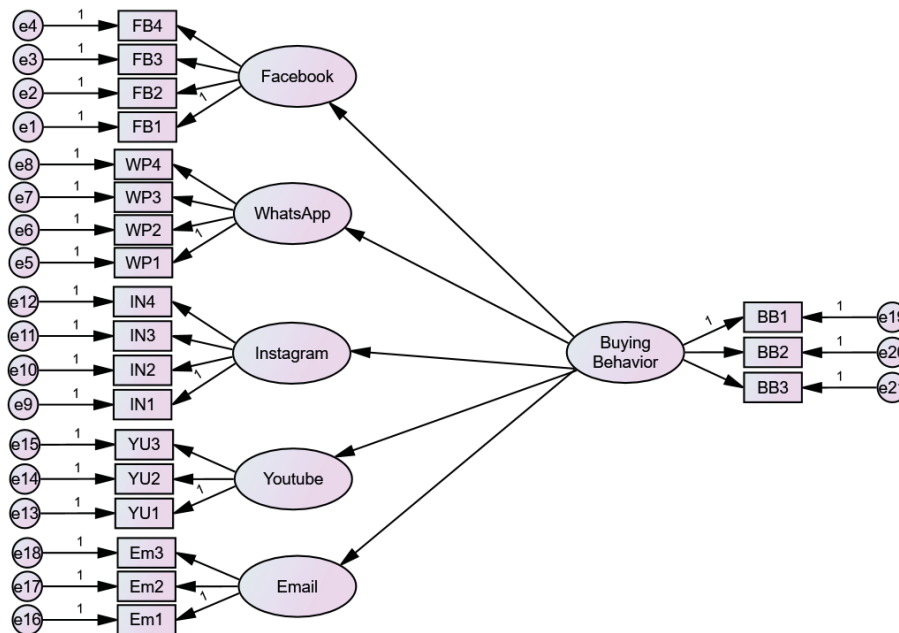 e4 1 FB4
e3 1 FB3
e2 1 FB2
e1 1 FB1
1
Facebook
e8 1 WP4
e7 1 WP3
e6 1 WP2
e5 1 WP1
1
WhatsApp
e12 1 IN4
e11 1 IN3
e10 1 IN2
e9 1 IN1
1
Instagram
e15 1 YU3
e14 1 YU2
e13 1 YU1
1
Youtube
e18 1 Em3
e17 1 Em2
e16 1 Em1
1
Email
Buying
Behavior
1
BB1 1 e19
BB2 1 e20
BB3 1 e21